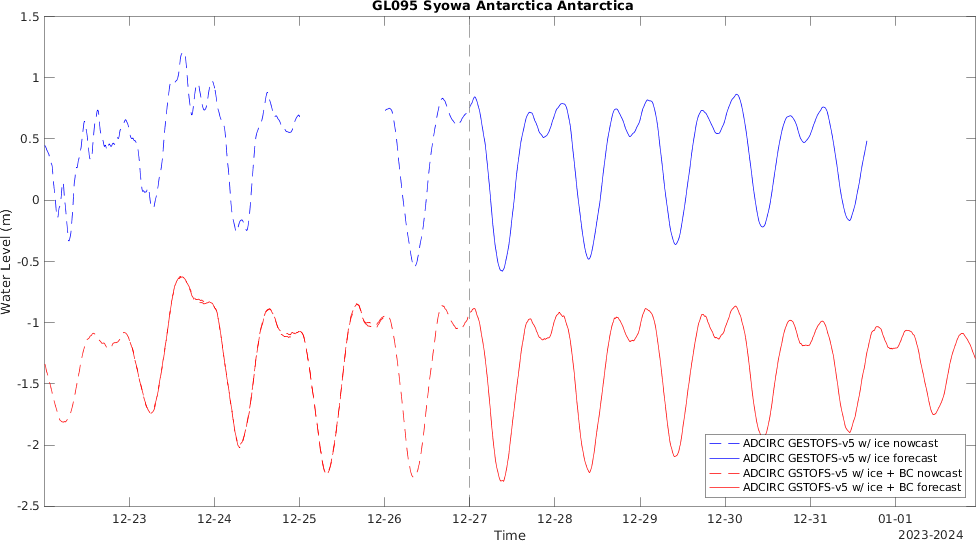 GL095 Syowa Antarctica Antarctica
1.5
1
0.5
0
-0.5
-1
-1.5
-2
-2.5
Water Level (m)
ADCIRC GESTOFS-v5 w/ ice nowcast
ADCIRC GESTOFS-v5 w/ ice forecast
ADCIRC GSTOFS-v5 w/ ice + BC nowcast
ADCIRC GSTOFS-v5 w/ ice + BC forecast
12-23 12-24 12-25 12-26 12-27 12-28 12-29 12-30 12-31 01-01
Time
2023-2024